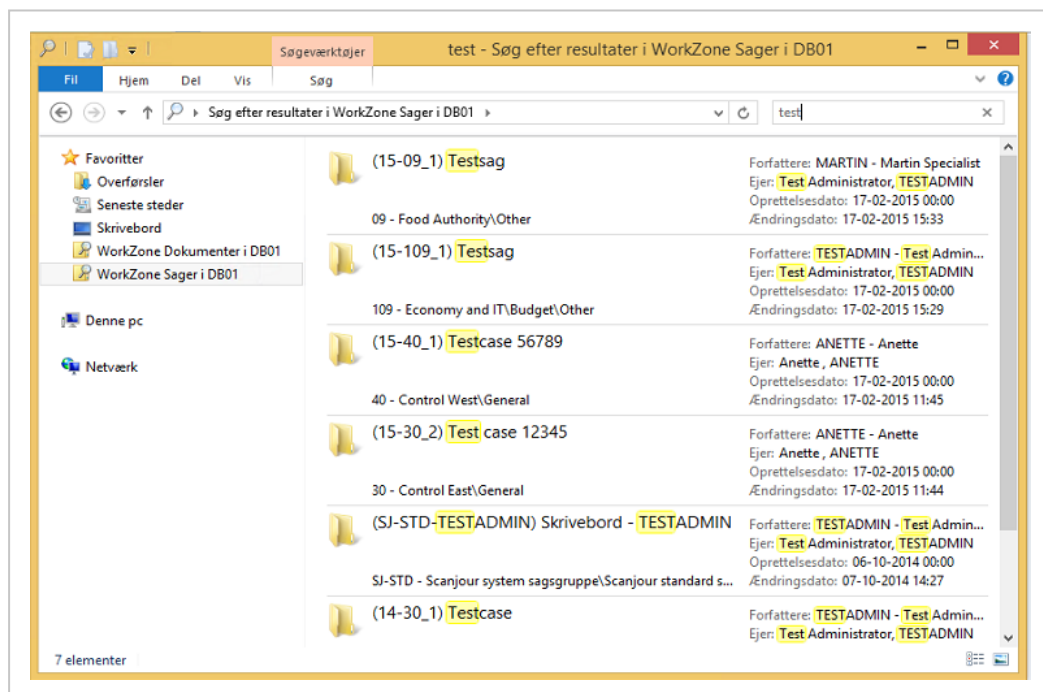 Søgeværktøjer
test - Søg efter resultater i WorkZone Sager i DB01
Fil Hjem Del Vis Søg
Søg efter resultater i WorkZone Sager i DB01
test
Favoritter
Overførsler
Seneste steder
Skrivebord
WorkZone Dokumenter i DB01
WorkZone Sager i DB01
Denne pc
Netværk
(15-09_1) Testsag
09 - Food Authority\Other
Forfattere: MARTIN - Martin Specialist
Ejer: Test Administrator, TESTADMIN
Oprettelsesdato: 17-02-2015 00:00
Ændringsdato: 17-02-2015 15:33
(15-109_1) Testsag
109 - Economy and IT\Budget\Other
Forfattere: TESTADMIN - Test Admin...
Ejer: Test Administrator, TESTADMIN
Oprettelsesdato: 17-02-2015 00:00
Ændringsdato: 17-02-2015 15:29
(15-40_1) Testcase 56789
40 - Control West\General
Forfattere: ANETTE - Anette
Ejer: Anette , ANETTE
Oprettelsesdato: 17-02-2015 00:00
Ændringsdato: 17-02-2015 11:45
(15-30_2) Test case 12345
30 - Control East\General
Forfattere: ANETTE - Anette
Ejer: Anette , ANETTE
Oprettelsesdato: 17-02-2015 00:00
Ændringsdato: 17-02-2015 11:44
(SJ-STD-TESTADMIN) Skrivebord - TESTADMIN
SJ-STD - Scanjour system sagsgruppe\Scanjour standard s...
Forfattere: TESTADMIN - Test Admin...
Ejer: Test Administrator, TESTADMIN
Oprettelsesdato: 06-10-2014 00:00
Ændringsdato: 07-10-2014 14:27
(14-30_1) Testcase
Forfattere: TESTADMIN - Test Admin...
Ejer: Test Administrator, TESTADMIN
7 elementer